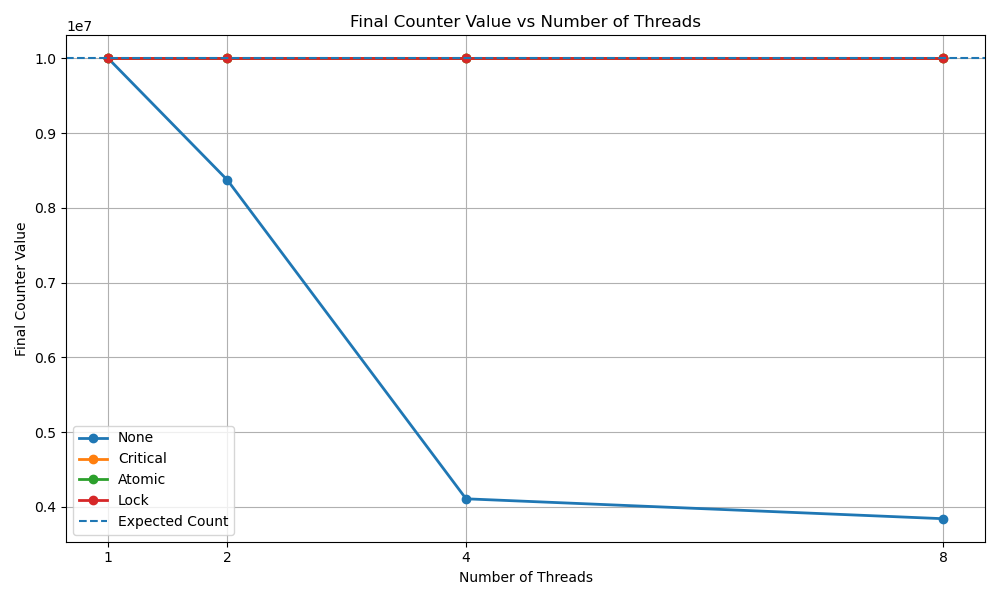 Final Counter Value vs Number of Threads
1e7
1.0
0.9
0.8
0.7
0.6
0.5
0.4
Final Counter Value
None
Critical
Atomic
Lock
Expected Count
1 2 4 8
Number of Threads